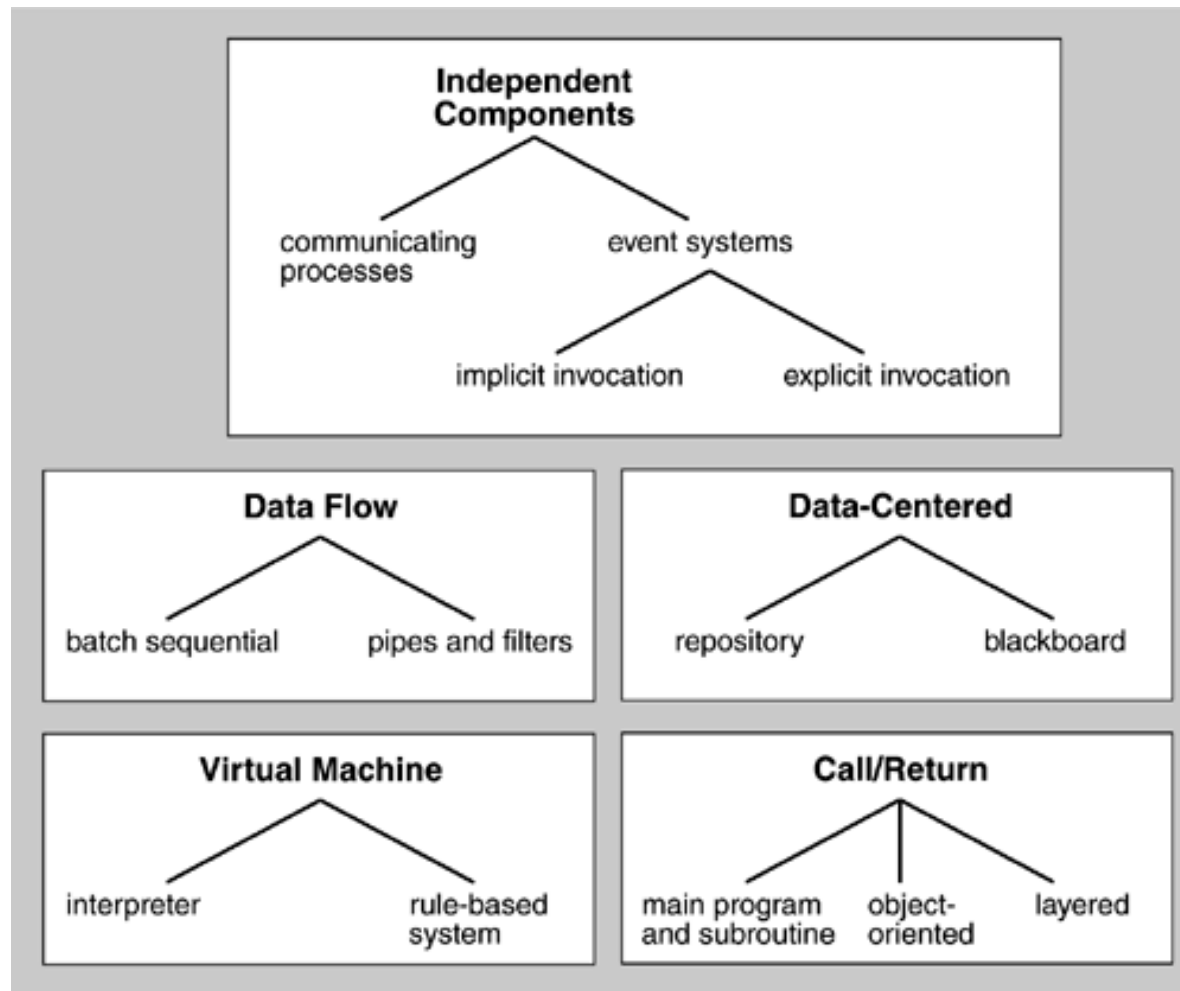 Independent
Components
communicating
processes
event systems
implicit invocation
explicit invocation
Data Flow
batch sequential
pipes and filters
Data-Centered
repository
blackboard
Virtual Machine
interpreter
rule-based
system
Call/Return
main program
and subroutine
object-
oriented
layered